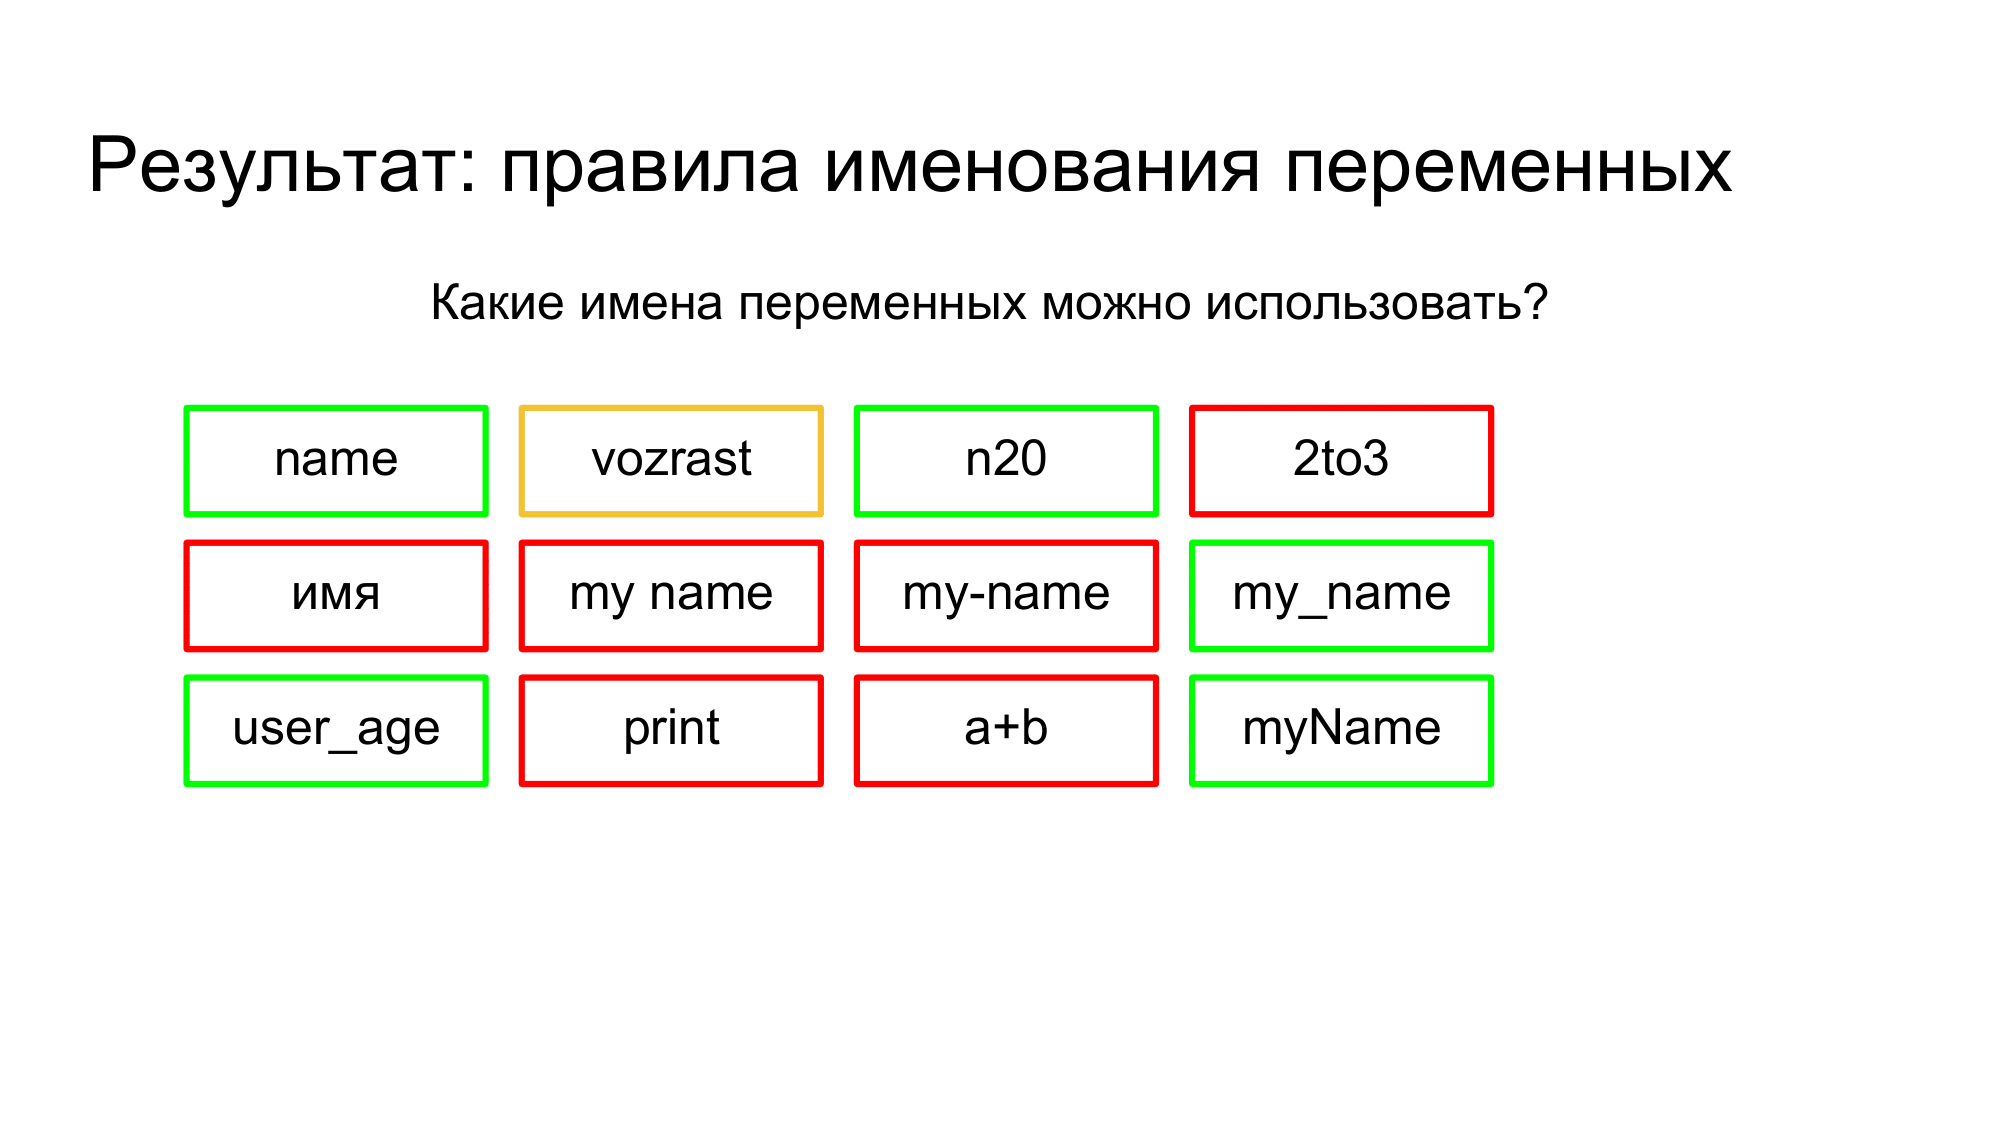 Результат: правила именования переменных
Какие имена переменных можно использовать?
name vozrast n20 2to3
имя my name my-name my_name
user_age print a+b myName